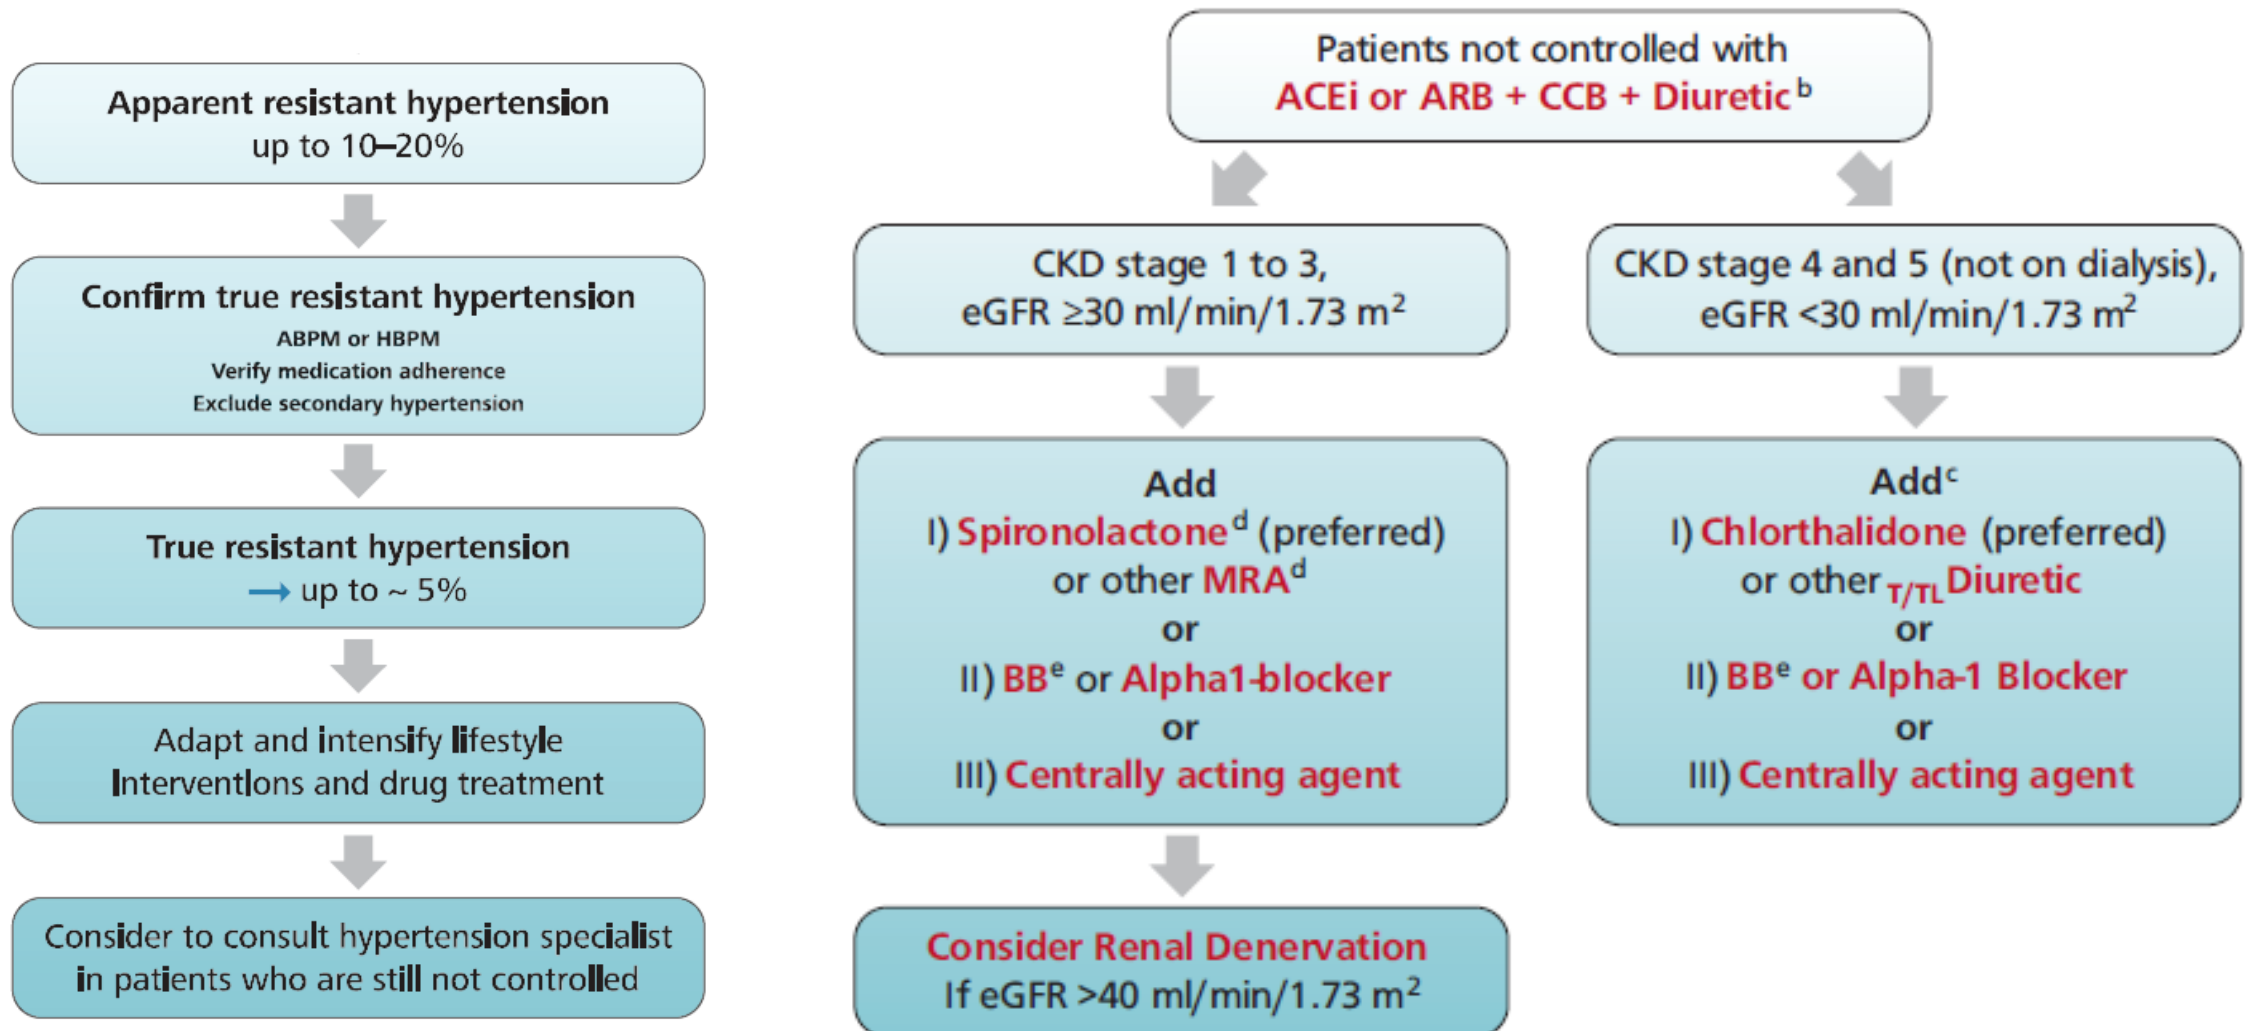 Apparent resistant hypertension
up to 10–20%
Confirm true resistant hypertension
ABPM or HBPM
Verify medication adherence
Exclude secondary hypertension
True resistant hypertension
→ up to ~ 5%
Adapt and intensify lifestyle
Interventions and drug treatment
Consider to consult hypertension specialist
in patients who are still not controlled
Patients not controlled with
ACEi or ARB + CCB + Diuretic b
CKD stage 1 to 3,
eGFR ≥30 ml/min/1.73 m²
Add
I) Spironolactone d (preferred)
or other MRA d
or
II) BB e or Alpha1-blocker
or
III) Centrally acting agent
Consider Renal Denervation
If eGFR >40 ml/min/1.73 m²
CKD stage 4 and 5 (not on dialysis),
eGFR <30 ml/min/1.73 m²
Add c
I) Chlorthalidone (preferred)
or other T/TL Diuretic
or
II) BB e or Alpha-1 Blocker
or
III) Centrally acting agent